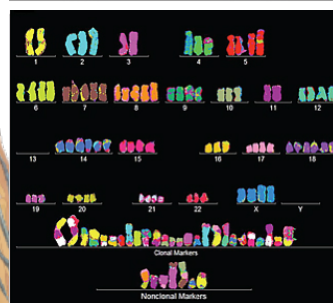 1 2 3 4 5
6 7 8 9 10 11 12
13 14 15 16 17 18
19 20 21 22 X Y
Clonal Markers
Nonclonal Markers